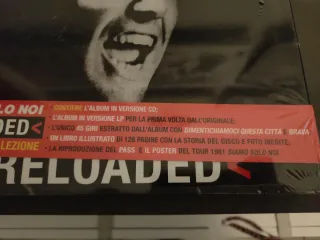 LO NOI
DED<
LEZIONE
• CONTIENE L'ALBUM IN VERSIONE CD:
• L'ALBUM IN VERSIONE LP PER LA PRIMA VOLTA DALL'ORIGINALE;
• L'UNICO 45 GIRI ESTRATTO DALL'ALBUM CON DIMENTICHIAMOCI QUESTA CITTÀ E BRAVA
• UN LIBRO ILLUSTRATO DI 128 PAGINE CON LA STORIA DEL DISCO E FOTO INEDITE,
• LA RIPRODUZIONE DEL PASS E IL POSTER DEL TOUR 1981 SIAMO SOLO NOI.
RELOADED<